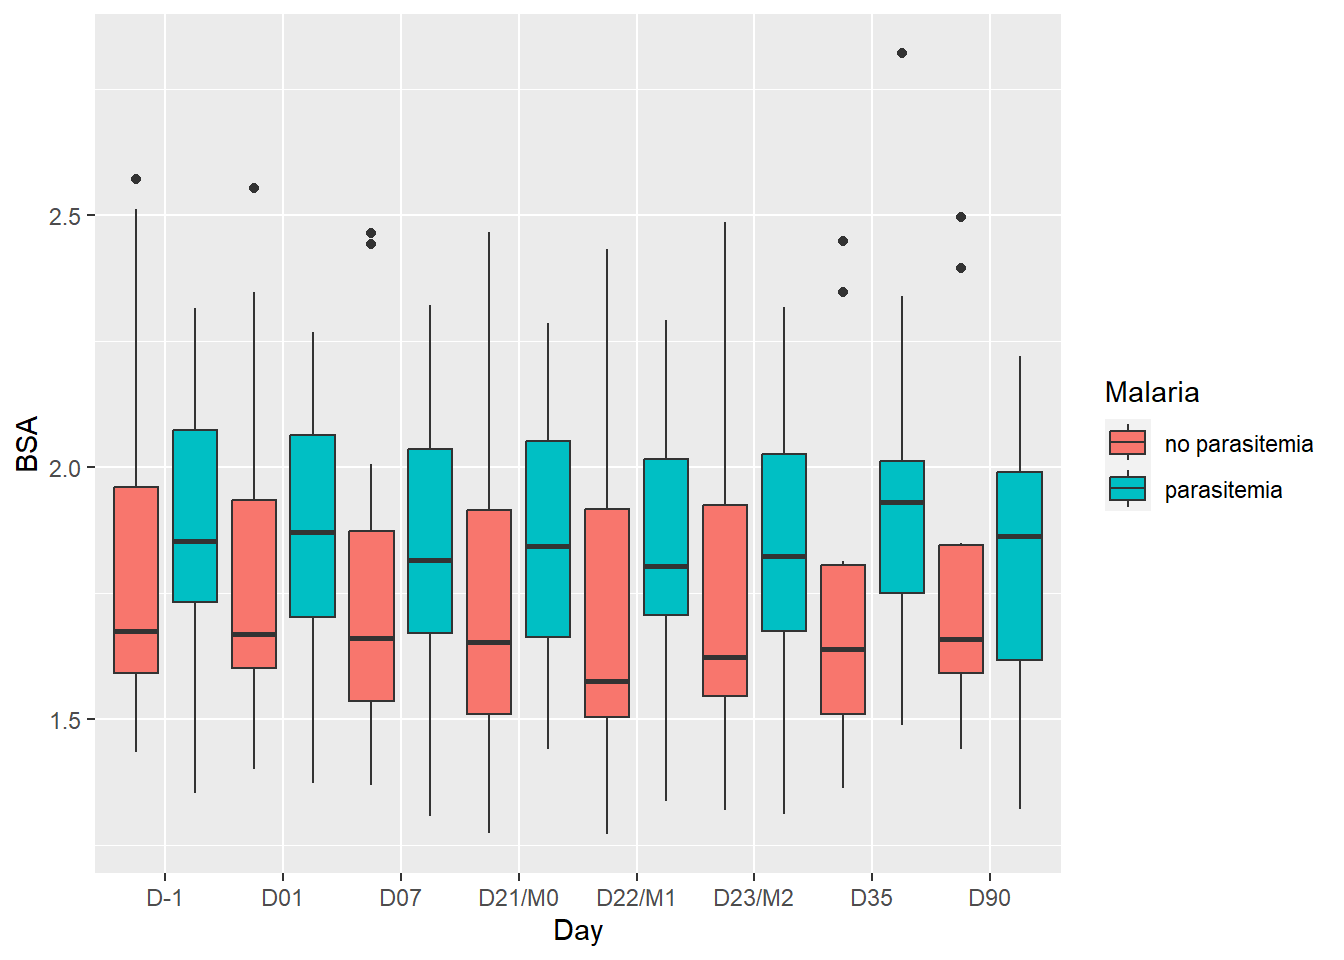 BSA
2.5
2.0
1.5
D-1 D01 D07 D21/M0 D22/M1 D23/M2 D35 D90
Day
Malaria
no parasitemia
parasitemia